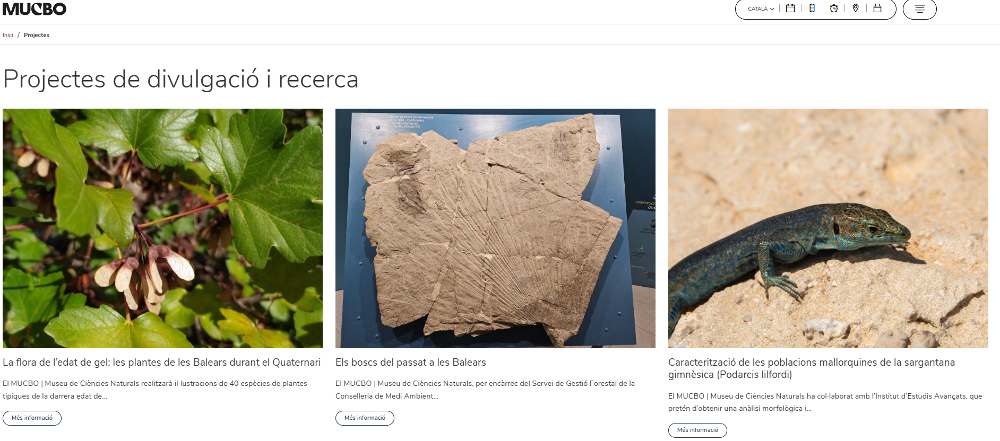 MUCBO
CATALÀ
Inici / Projectes
Projectes de divulgació i recerca
Fulla de palmera (Sabal major)
La flora de l'edat de gel: les plantes de les Balears durant el Quaternari
El MUCBO | Museu de Ciències Naturals realitzarà il·lustracions de 40 espècies de plantes
típiques de la darrera edat de...
Més informació
Els boscs del passat a les Balears
El MUCBO | Museu de Ciències Naturals, per encàrrec del Servei de Gestió Forestal de la
Conselleria de Medi Ambient...
Més informació
Caracterització de les poblacions mallorquines de la sargantana
gimnèsica (Podarcis lilfordi)
El MUCBO | Museu de Ciències Naturals ha col·laborat amb l'Institut d'Estudis Avançats, que
pretén d'obtenir una anàlisi morfològica i...
Més informació